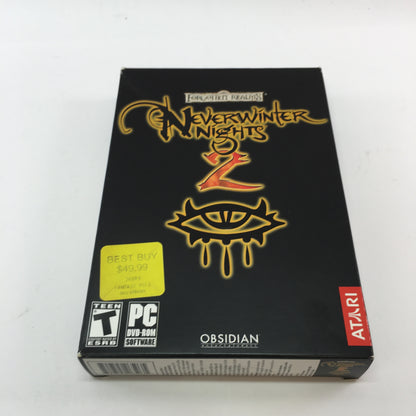 FORGOTTEN REALMS
NEVERWINTER
NIGHTS
2
BEST BUY
$49.99
TEEN
T
ESRB
PC
DVD-ROM
SOFTWARE
OBSIDIAN
ATARI